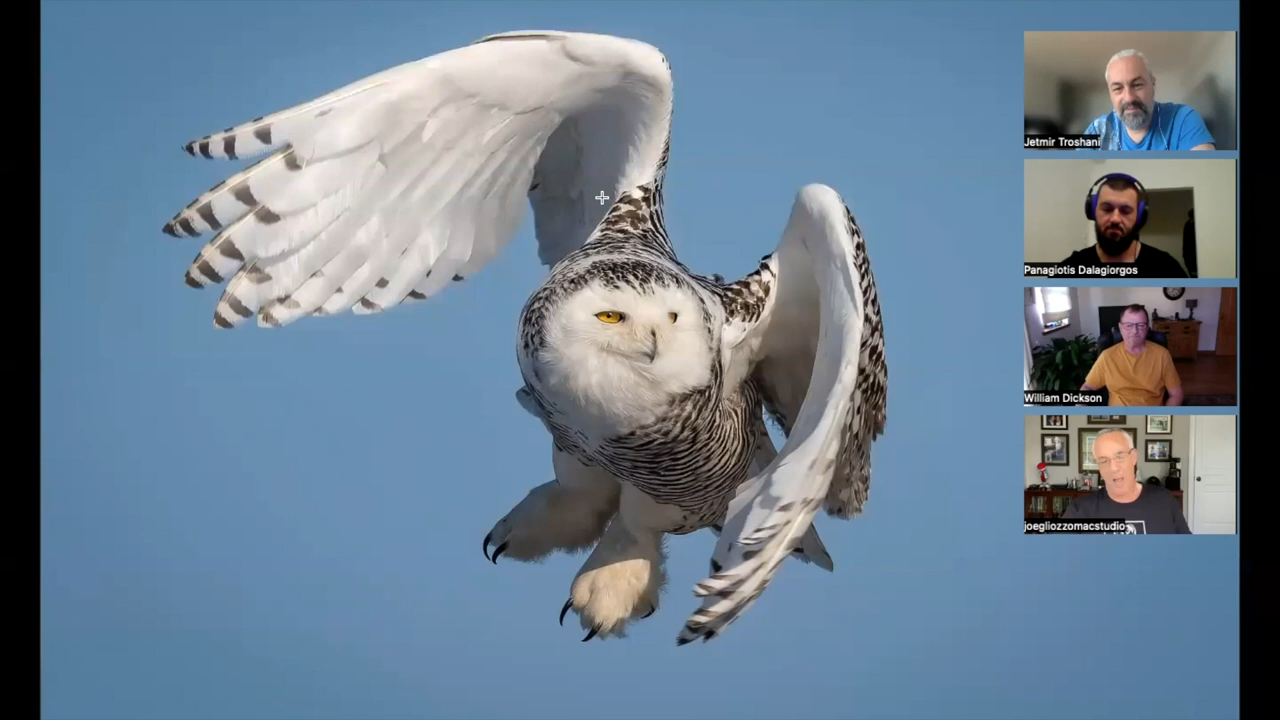 Jetmir Troshani
Panagiotis Dalagiorgos
William Dickson
joegliozzomacstudio